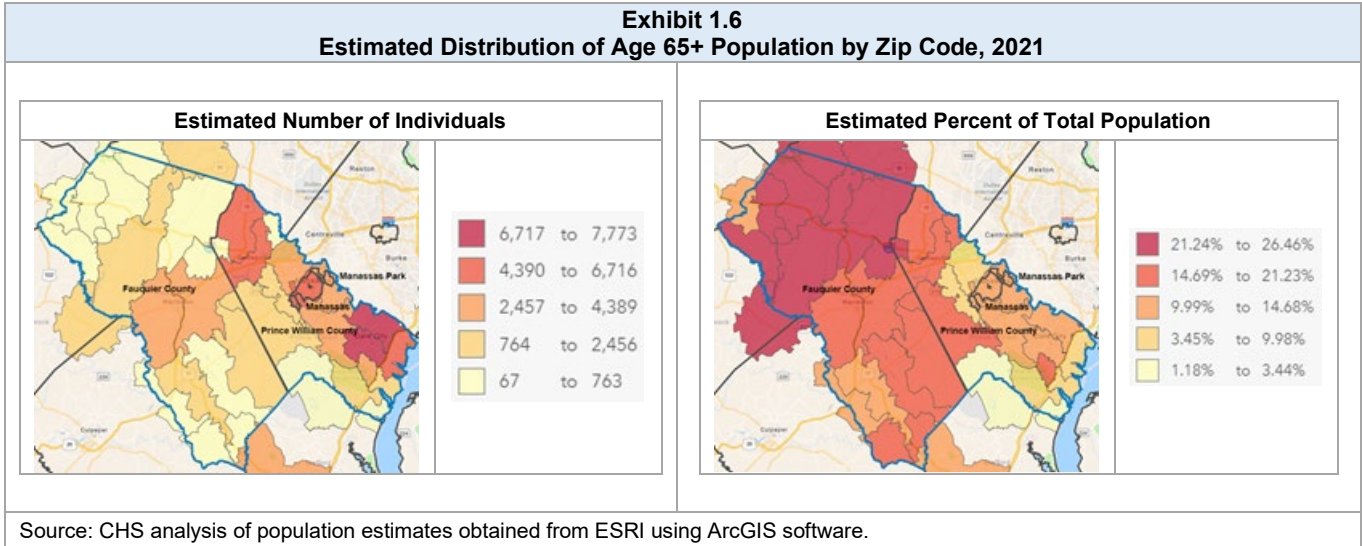 Exhibit 1.6
Estimated Distribution of Age 65+ Population by Zip Code, 2021
Estimated Number of Individuals
Reston
Centreville
Burke
Manassas Park
Fauquier County
Manassas
Prince William County
Culpeper
6,717 to 7,773
4,390 to 6,716
2,457 to 4,389
764 to 2,456
67 to 763
Estimated Percent of Total Population
Reston
Centreville
Burke
Manassas Park
Fauquier County
Manassas
Prince William County
Culpeper
21.24% to 26.46%
14.69% to 21.23%
9.99% to 14.68%
3.45% to 9.98%
1.18% to 3.44%
Source: CHS analysis of population estimates obtained from ESRI using ArcGIS software.